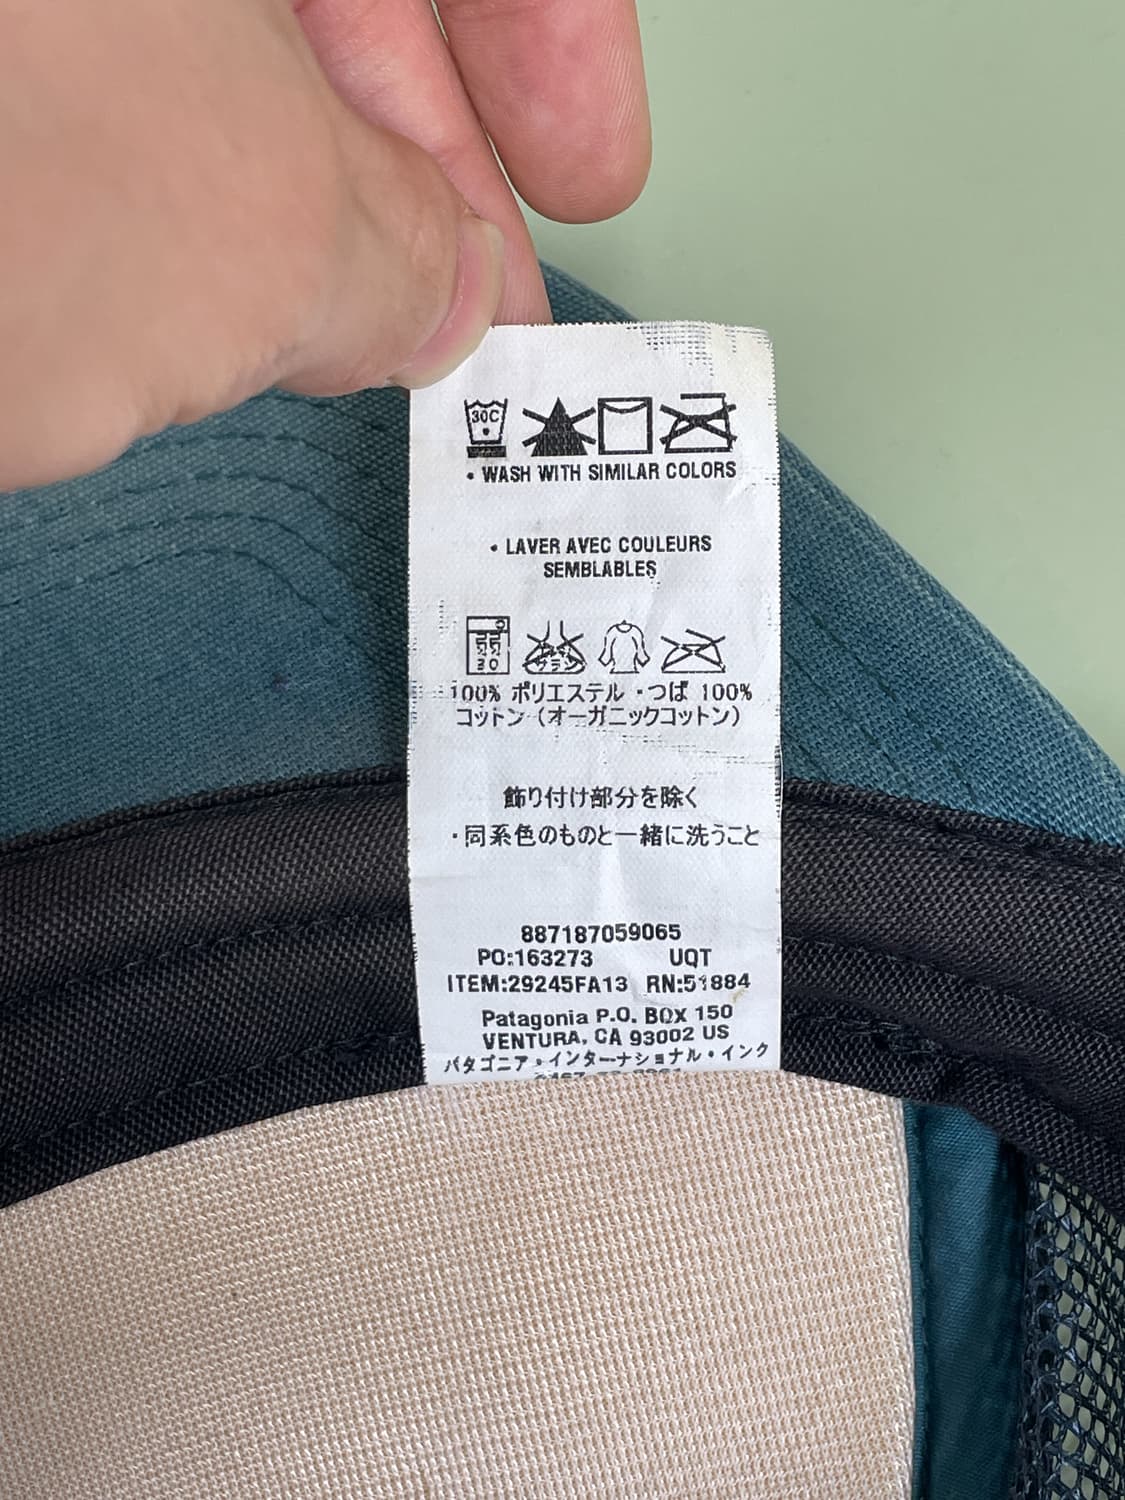 30C
• WASH WITH SIMILAR COLORS
• LAVER AVEC COULEURS
SEMBLABLES
30
100% ポリエステル ・つば 100%
コットン (オーガニックコットン)
飾り付け部分を除く
・同系色のものと一緒に洗うこと
887187059065
PO:163273 UQT
ITEM:29245FA13 RN:51884
Patagonia P.O. BOX 150
VENTURA, CA 93002 US
パタゴニア・インターナショナル・インク